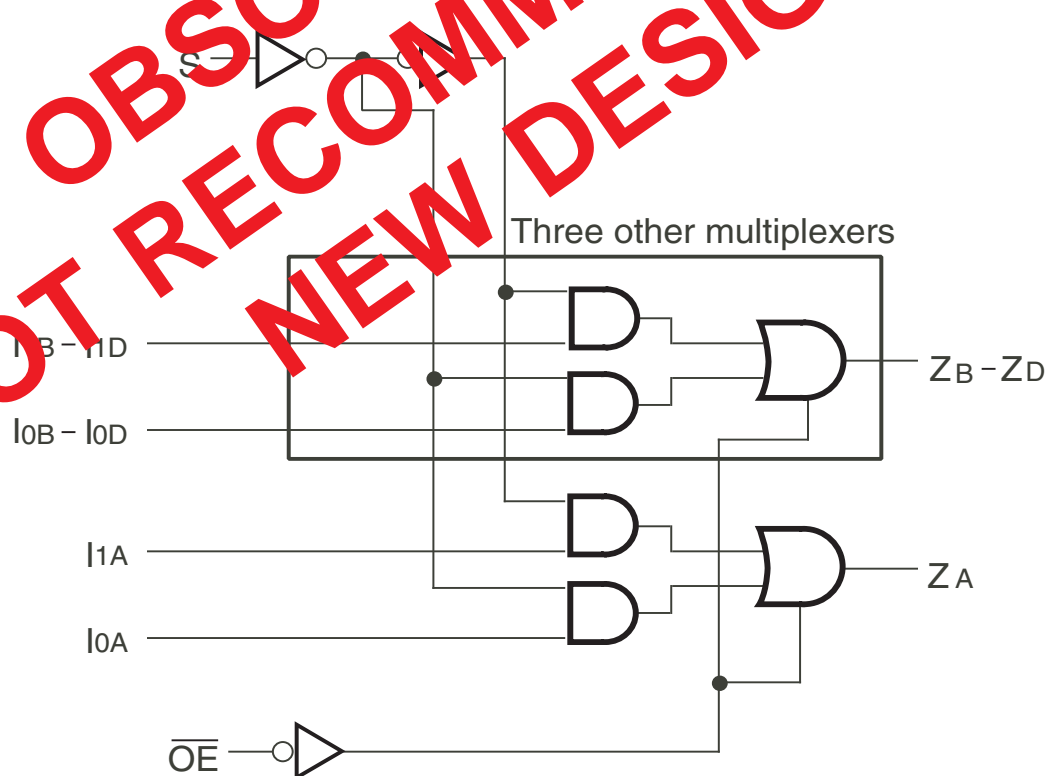 S
OBSO
OT RECOMM
NEW DESIG
Three other multiplexers
I1B – I1D
ZB – ZD
I0B – I0D
I1A
ZA
I0A
OE